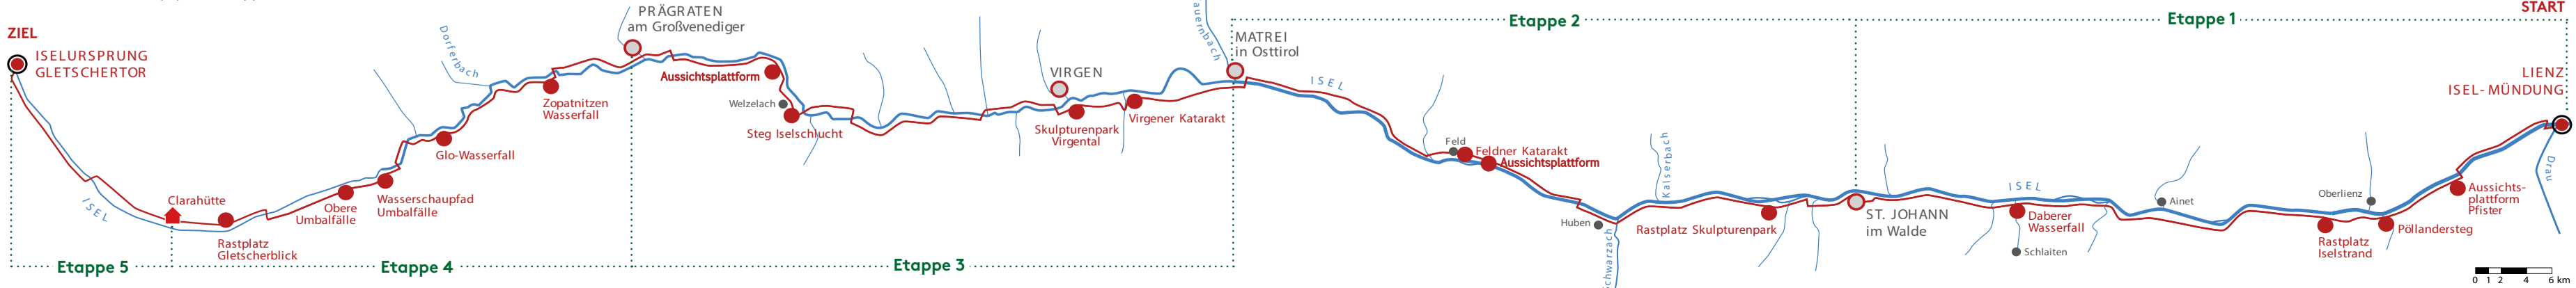 ZIEL
ISELURSPRUNG
GLETSCHERTOR
ISEL
Etappe 5
Clarahütte
Rastplatz
Gletscherblick
Obere
Umbalfälle
Wasserschaupfad
Umbalfälle
Etappe 4
Glo-Wasserfall
Dorferbach
Zopatnitzen
Wasserfall
PRÄGRATEN
am Großvenediger
Aussichtsplattform
Welzelach
Steg Iselschlucht
Etappe 3
VIRGEN
Skulpturenpark
Virgental
Virgener Katarakt
MATREI
in Osttirol
ISEL
Etappe 2
Feld
Feldner Katarakt
Aussichtsplattform
Huben
Kalserbach
Rastplatz Skulpturenpark
ST. JOHANN
im Walde
ISEL
Daberer
Wasserfall
Schlaiten
Ainet
Etappe 1
Oberlienz
Rastplatz
Iselstrand
Pöllandersteg
Aussichts-
plattform
Pfister
START
LIENZ
ISEL-MÜNDUNG
Drau
0 1 2 4 6 km